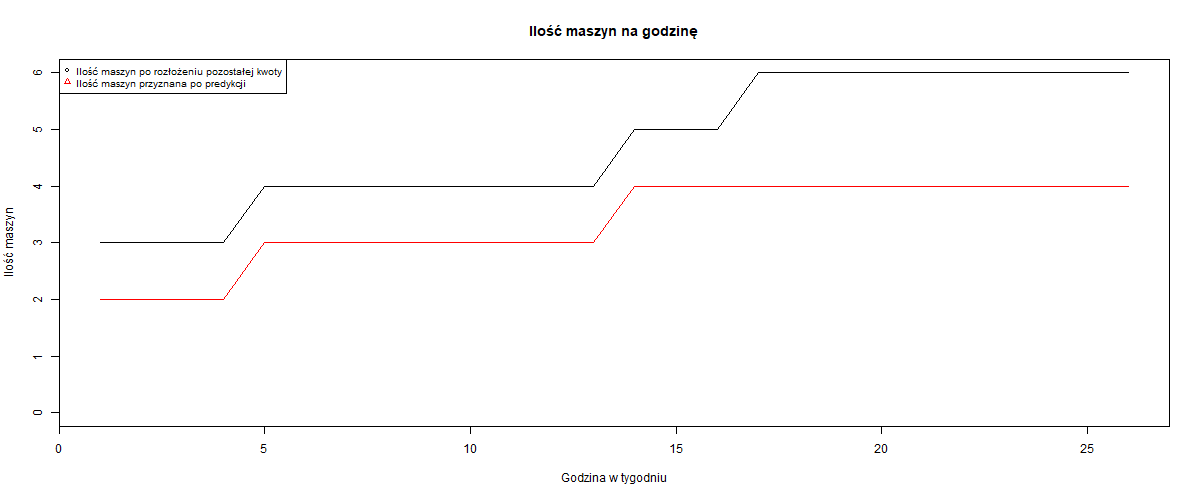 Ilość maszyn na godzinę
Ilość maszyn po rozłożeniu pozostałej kwoty
Ilość maszyn przyznana po predykcji
Ilość maszyn
6
5
4
3
2
1
0
0 5 10 15 20 25
Godzina w tygodniu